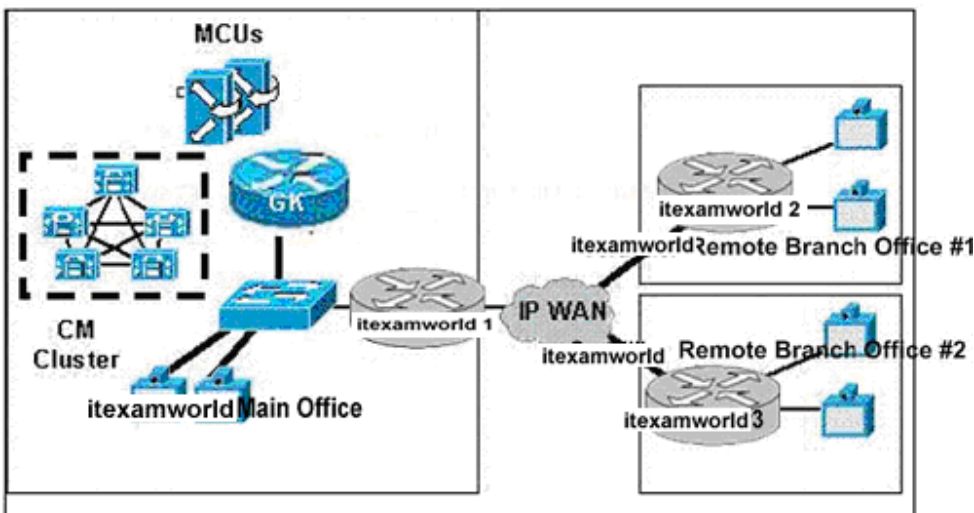 MCUs
GK
CM
Cluster
itexamworld Main Office
itexamworld 1
IP WAN
itexamworld 2
itexamworld Remote Branch Office #1
itexamworld
Remote Branch Office #2
itexamworld 3